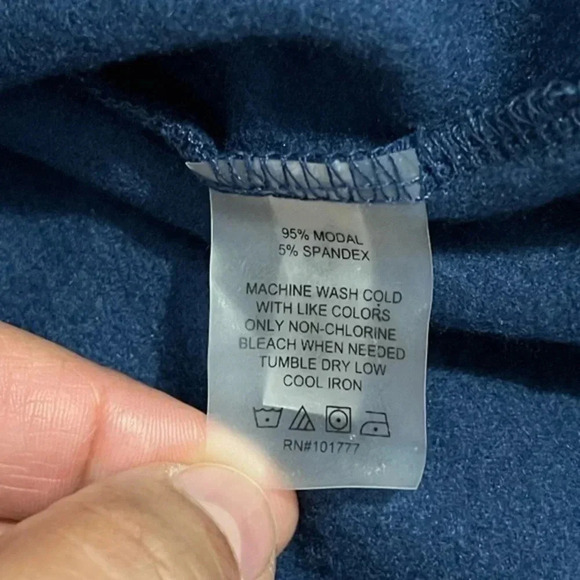 95% MODAL
5% SPANDEX
MACHINE WASH COLD
WITH LIKE COLORS
ONLY NON-CHLORINE
BLEACH WHEN NEEDED
TUMBLE DRY LOW
COOL IRON
RN#101777